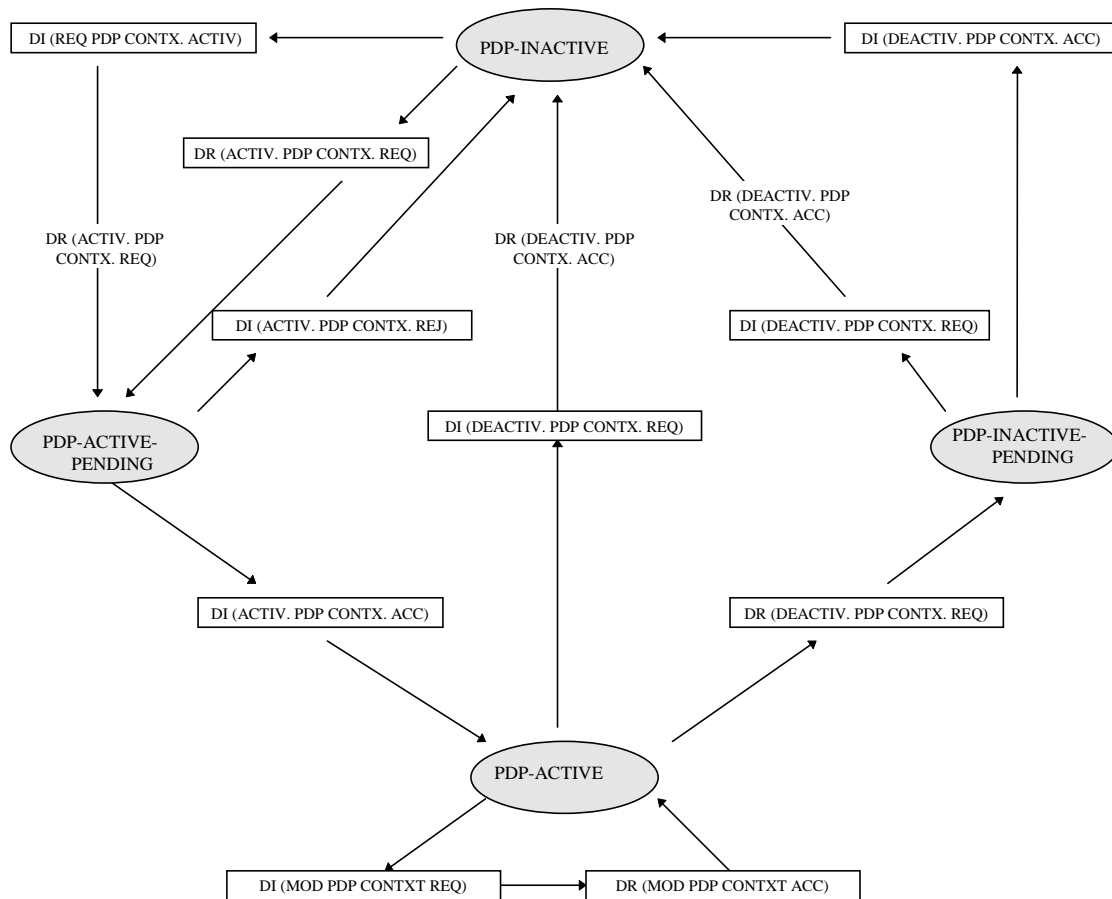 DI (REQ PDP CONTX. ACTIV)
PDP-INACTIVE
DI (DEACTIV. PDP CONTX. ACC)
DR (ACTIV. PDP CONTX. REQ)
DR (DEACTIV. PDP
CONTX. ACC)
DR (ACTIV. PDP
CONTX. REQ)
DR (DEACTIV. PDP
CONTX. ACC)
DI (ACTIV. PDP CONTX. REJ)
DI (DEACTIV. PDP CONTX. REQ)
PDP-ACTIVE-
PENDING
DI (DEACTIV. PDP CONTX. REQ)
PDP-INACTIVE-
PENDING
DI (ACTIV. PDP CONTX. ACC)
DR (DEACTIV. PDP CONTX. REQ)
PDP-ACTIVE
DI (MOD PDP CONTXT REQ)
DR (MOD PDP CONTXT ACC)